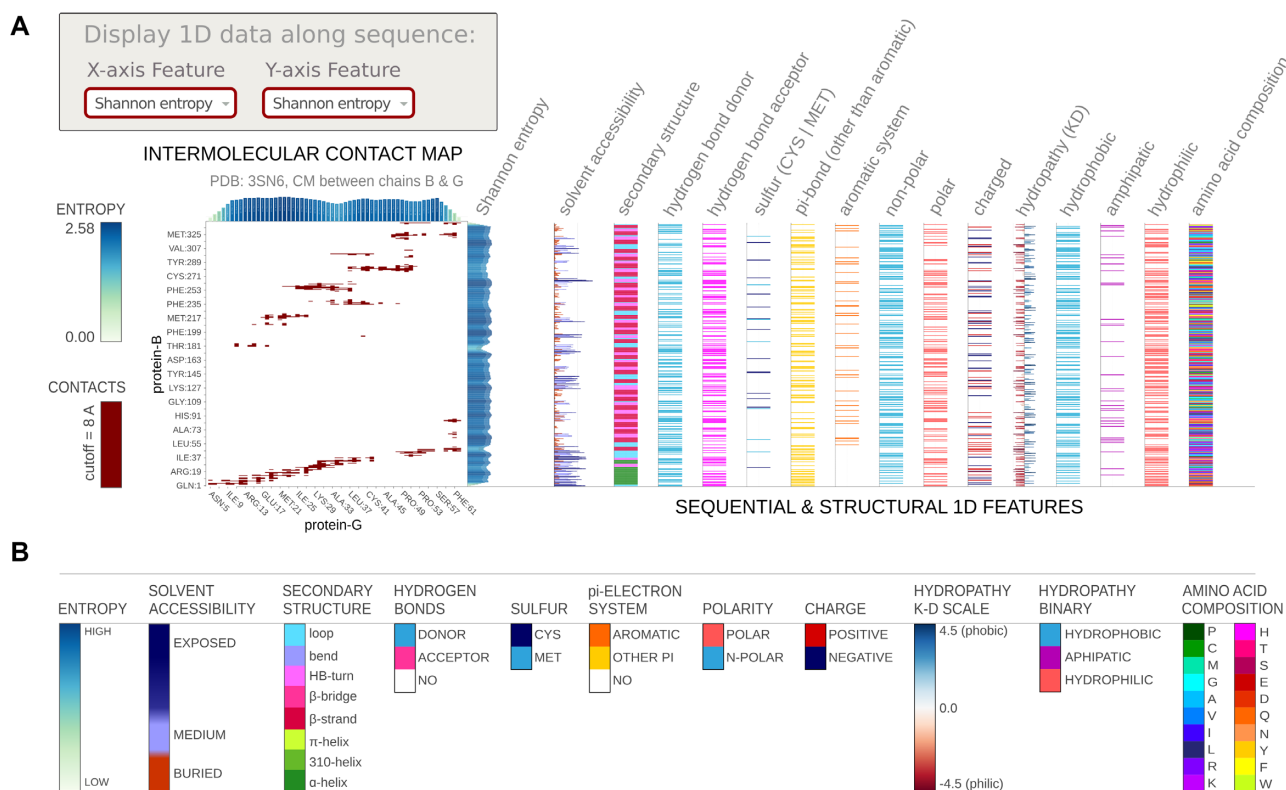 A
Display 1D data along sequence:
X-axis Feature
Y-axis Feature
Shannon entropy
Shannon entropy
INTERMOLECULAR CONTACT MAP
PDB: 3SN6, CM between chains B & G
ENTROPY
2.58
0.00
CONTACTS
cutoff = 8 A
protein-B
MET:325
VAL:307
TYR:289
CYS:271
PHE:253
PHE:235
MET:217
PHE:199
THR:181
ASP:163
TYR:145
LYS:127
GLY:109
HIS:91
ALA:73
LEU:55
ILE:37
ARG:19
GLN:1
ASN:5
ILE:9
ARG:13
GLU:17
MET:21
ILE:25
LYS:29
ALA:33
LEU:37
CYS:41
ALA:45
PRO:49
PRO:53
SER:57
PHE:61
protein-G
Shannon entropy
solvent accessibility
secondary structure
hydrogen bond donor
hydrogen bond acceptor
sulfur (CYS | MET)
pi-bond (other than aromatic)
aromatic system
non-polar
polar
charged
hydropathy (KD)
hydrophobic
amphipatic
hydrophilic
amino acid composition
SEQUENTIAL & STRUCTURAL 1D FEATURES
B
ENTROPY
HIGH
LOW
SOLVENT
ACCESSIBILITY
EXPOSED
MEDIUM
BURIED
SECONDARY
STRUCTURE
loop
bend
HB-turn
β-bridge
β-strand
π-helix
310-helix
α-helix
HYDROGEN
BONDS
DONOR
ACCEPTOR
NO
SULFUR
CYS
MET
pi-ELECTRON
SYSTEM
AROMATIC
OTHER PI
NO
POLARITY
POLAR
N-POLAR
CHARGE
POSITIVE
NEGATIVE
HYDROPATHY
K-D SCALE
4.5 (phobic)
0.0
-4.5 (philic)
HYDROPATHY
BINARY
HYDROPHOBIC
APHIPATIC
HYDROPHILIC
AMINO ACID
COMPOSITION
P
C
M
G
A
V
I
L
R
K
H
T
S
E
D
Q
N
Y
F
W